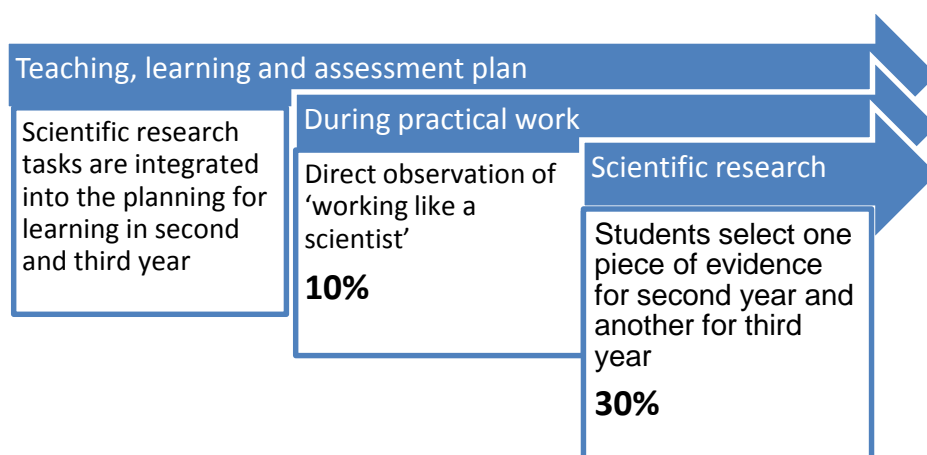 Teaching, learning and assessment plan
Scientific research
tasks are integrated
into the planning for
learning in second
and third year
During practical work
Direct observation of
‘working like a
scientist’
10%
Scientific research
Students select one
piece of evidence
for second year and
another for third
year
30%